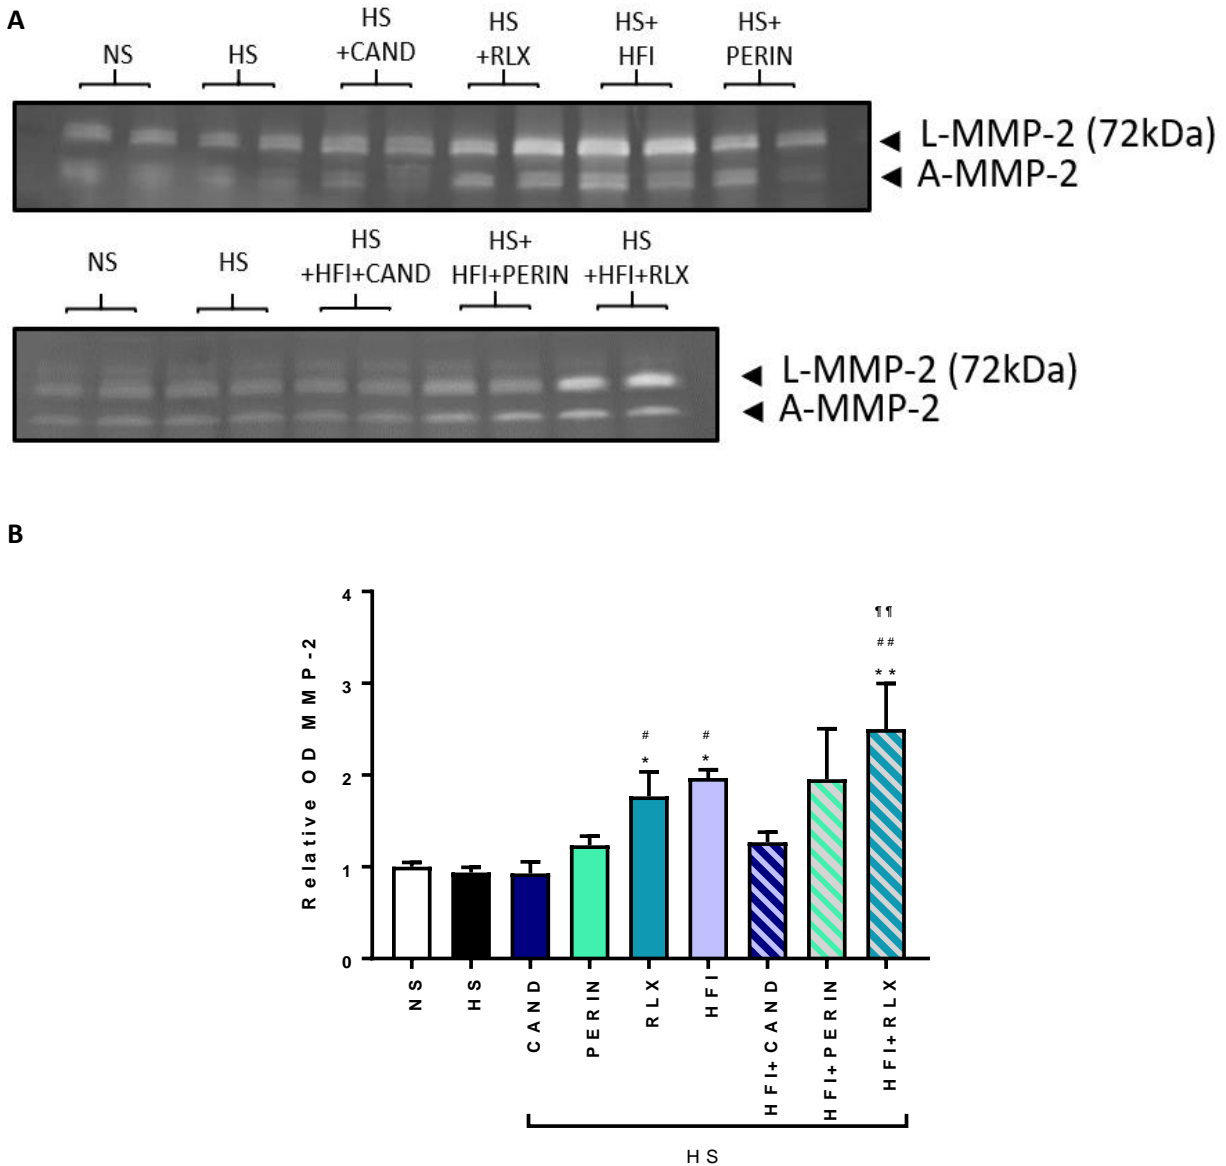 A
NS
HS
HS
+CAND
HS
+RLX
HS+
HFI
HS+
PERIN
L-MMP-2 (72kDa)
A-MMP-2
NS
HS
HS
+HFI+CAND
HS+
HFI+PERIN
HS
+HFI+RLX
L-MMP-2 (72kDa)
A-MMP-2
B
Relative OD MMP-2
4
3
2
1
0
#
*
#
*
¶¶
##
**
NS
HS
CAND
PERIN
RLX
HFI
HFI+CAND
HFI+PERIN
HFI+RLX
HS